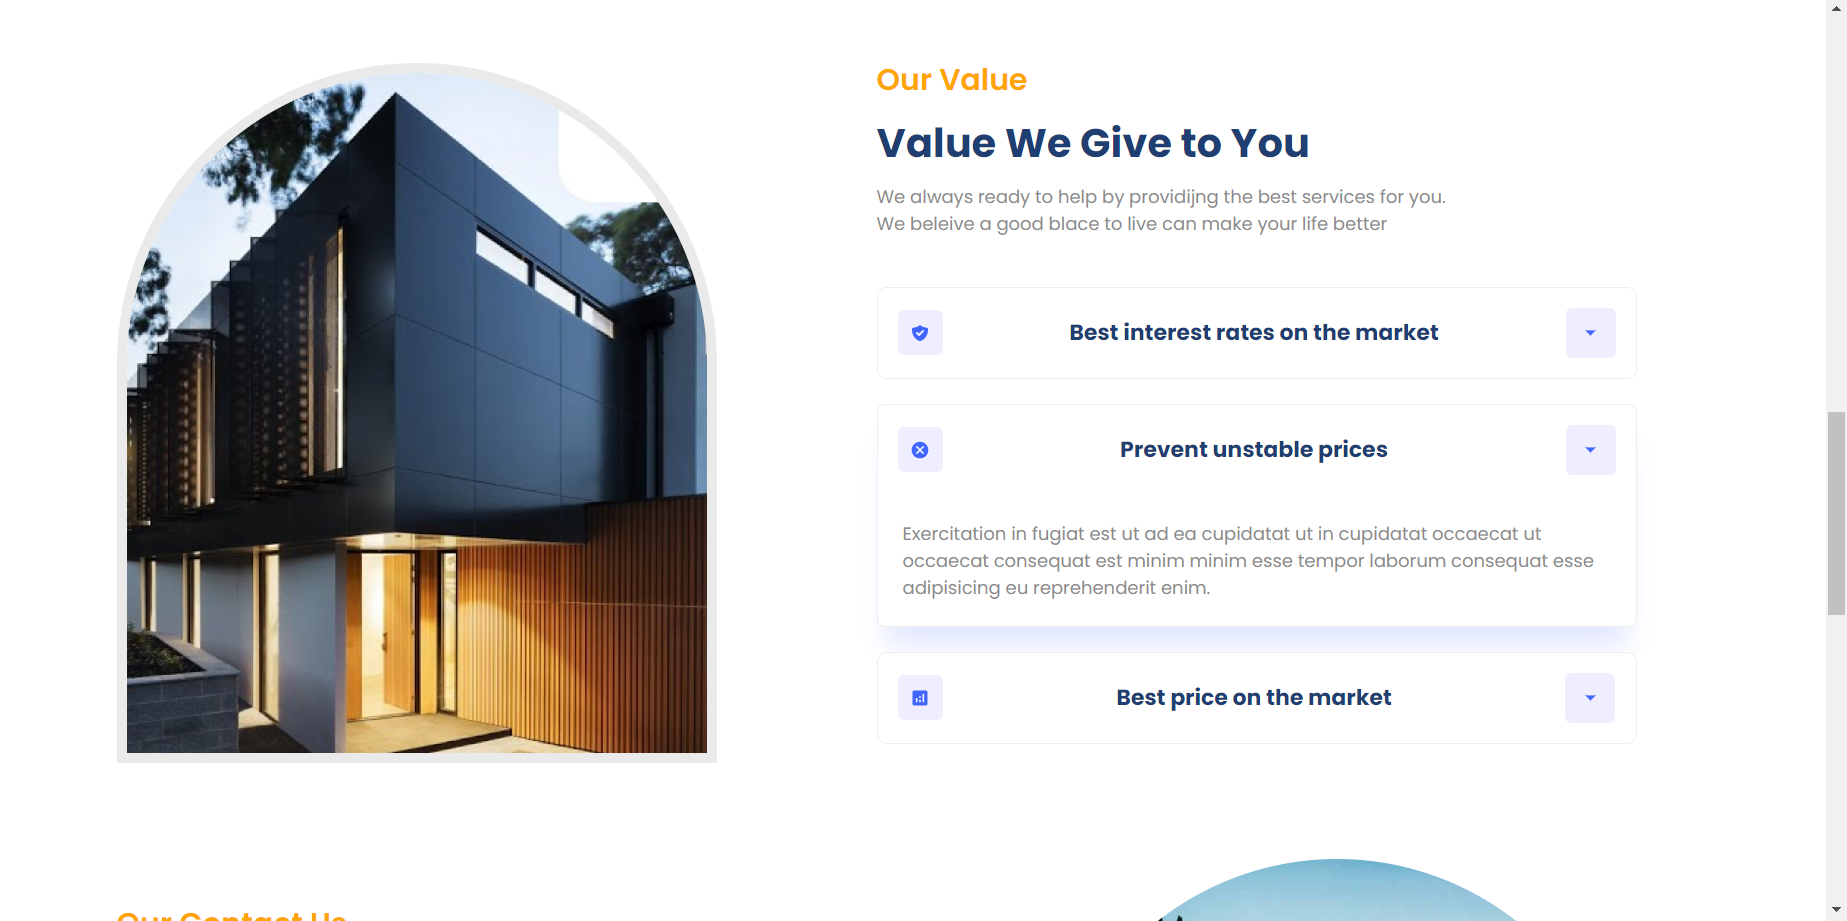 Our Value
Value We Give to You
We always ready to help by providijng the best services for you.
We beleive a good blace to live can make your life better
Best interest rates on the market
Prevent unstable prices
Exercitation in fugiat est ut ad ea cupidatat ut in cupidatat occaecat ut
occaecat consequat est minim minim esse tempor laborum consequat esse
adipisicing eu reprehenderit enim.
Best price on the market
Our Contact Us